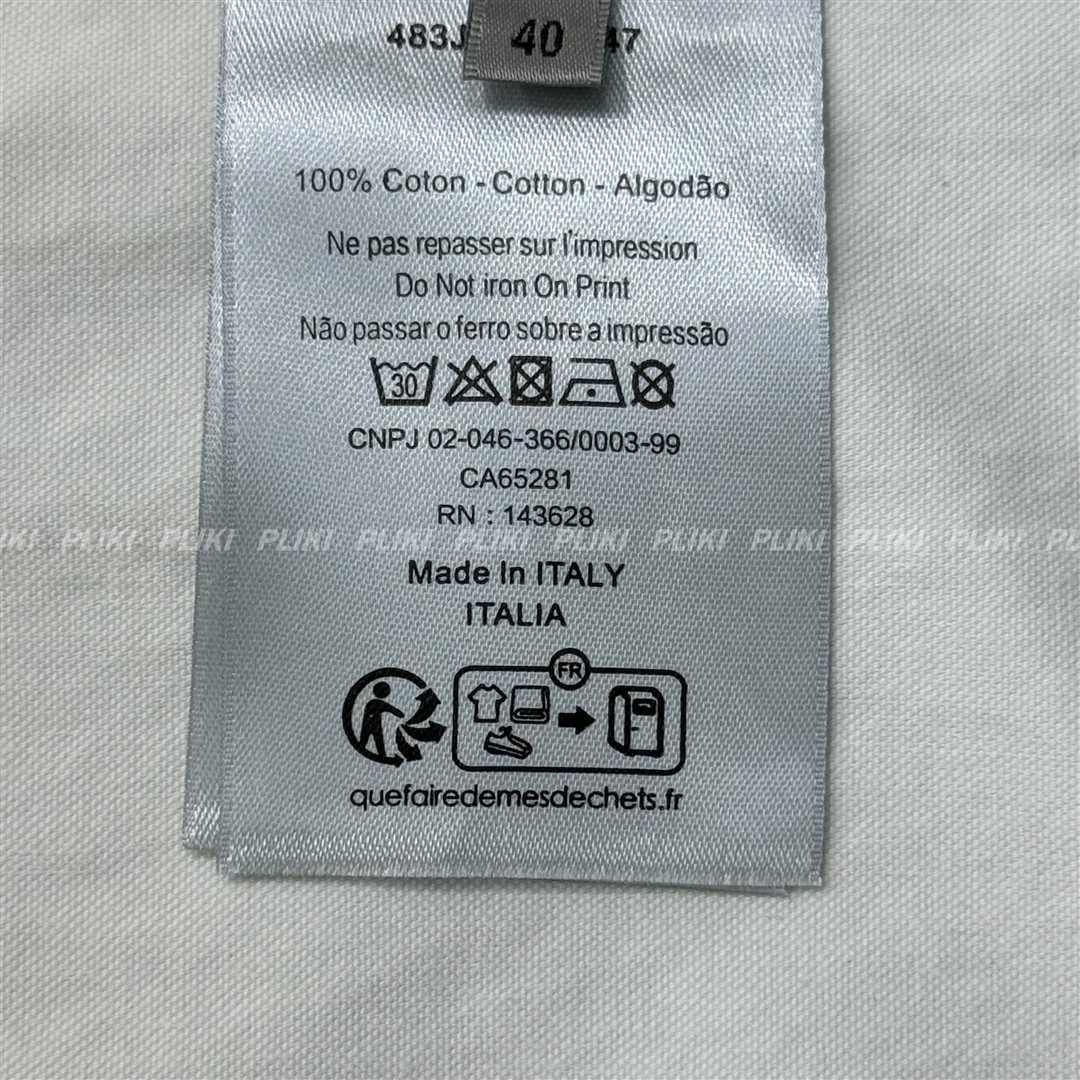 483J
40
47
100% Coton - Cotton - Algodão
Ne pas repasser sur l'impression
Do Not iron On Print
Não passar o ferro sobre a impressão
30
CNPJ 02-046-366/0003-99
CA65281
RN : 143628
PLIKI PLIKI PLIKI PLIKI PLIKI PLIKI PLIKI PLIKI PLIKI PLIKI
Made In ITALY
ITALIA
FR
quefairedemesdechets.fr